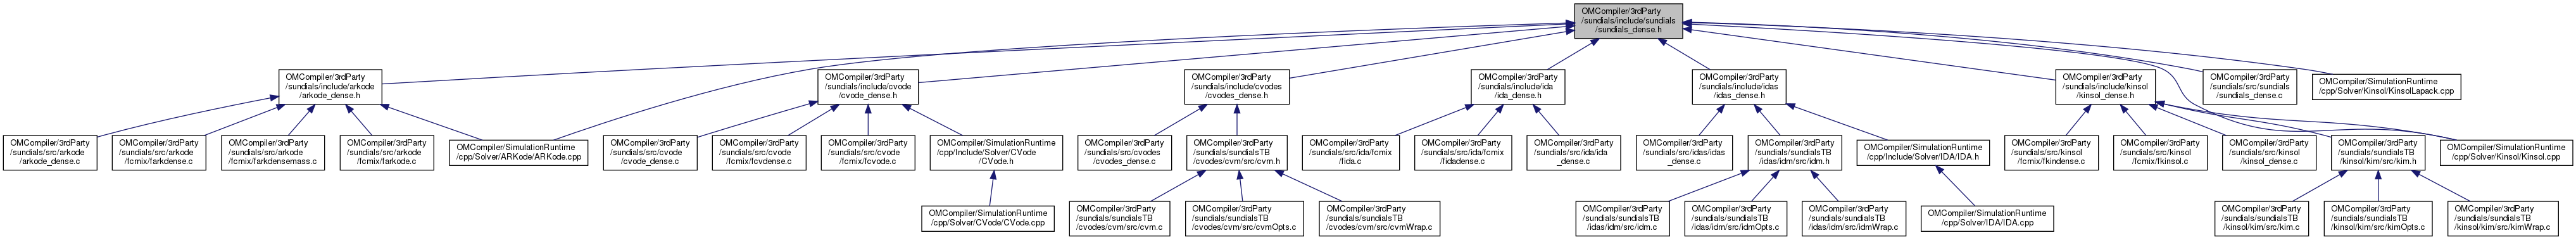 OMCompiler/3rdParty
/sundials/include/sundials
/sundials_dense.h
OMCompiler/3rdParty
/sundials/include/arkode
/arkode_dense.h
OMCompiler/3rdParty
/sundials/include/cvode
/cvode_dense.h
OMCompiler/3rdParty
/sundials/include/cvodes
/cvodes_dense.h
OMCompiler/3rdParty
/sundials/include/ida
/ida_dense.h
OMCompiler/3rdParty
/sundials/include/idas
/idas_dense.h
OMCompiler/3rdParty
/sundials/include/kinsol
/kinsol_dense.h
OMCompiler/3rdParty
/sundials/src/sundials
/sundials_dense.c
OMCompiler/SimulationRuntime
/cpp/Solver/Kinsol/KinsolLapack.cpp
OMCompiler/3rdParty
/sundials/src/arkode
/arkode_dense.c
OMCompiler/3rdParty
/sundials/src/arkode
/fcmix/farkdense.c
OMCompiler/3rdParty
/sundials/src/arkode
/fcmix/farkdensemass.c
OMCompiler/3rdParty
/sundials/src/arkode
/fcmix/farkode.c
OMCompiler/SimulationRuntime
/cpp/Solver/ARKode/ARKode.cpp
OMCompiler/3rdParty
/sundials/src/cvode
/cvode_dense.c
OMCompiler/3rdParty
/sundials/src/cvode
/fcmix/fcvdense.c
OMCompiler/3rdParty
/sundials/src/cvode
/fcmix/fcvode.c
OMCompiler/SimulationRuntime
/cpp/Include/Solver/CVode
/CVode.h
OMCompiler/3rdParty
/sundials/src/cvodes
/cvodes_dense.c
OMCompiler/3rdParty
/sundials/sundialsTB
/cvodes/cvm/src/cvm.h
OMCompiler/3rdParty
/sundials/src/ida/fcmix
/fida.c
OMCompiler/3rdParty
/sundials/src/ida/fcmix
/fidadense.c
OMCompiler/3rdParty
/sundials/src/ida/ida
_dense.c
OMCompiler/3rdParty
/sundials/src/idas/idas
_dense.c
OMCompiler/3rdParty
/sundials/sundialsTB
/idas/idm/src/idm.h
OMCompiler/SimulationRuntime
/cpp/Include/Solver/IDA/IDA.h
OMCompiler/3rdParty
/sundials/src/kinsol
/fcmix/fkindense.c
OMCompiler/3rdParty
/sundials/src/kinsol
/fcmix/fkinsol.c
OMCompiler/3rdParty
/sundials/src/kinsol
/kinsol_dense.c
OMCompiler/3rdParty
/sundials/sundialsTB
/kinsol/kim/src/kim.h
OMCompiler/SimulationRuntime
/cpp/Solver/Kinsol/Kinsol.cpp
OMCompiler/SimulationRuntime
/cpp/Solver/CVode/CVode.cpp
OMCompiler/3rdParty
/sundials/sundialsTB
/cvodes/cvm/src/cvm.c
OMCompiler/3rdParty
/sundials/sundialsTB
/cvodes/cvm/src/cvmOpts.c
OMCompiler/3rdParty
/sundials/sundialsTB
/cvodes/cvm/src/cvmWrap.c
OMCompiler/3rdParty
/sundials/sundialsTB
/idas/idm/src/idm.c
OMCompiler/3rdParty
/sundials/sundialsTB
/idas/idm/src/idmOpts.c
OMCompiler/3rdParty
/sundials/sundialsTB
/idas/idm/src/idmWrap.c
OMCompiler/SimulationRuntime
/cpp/Solver/IDA/IDA.cpp
OMCompiler/3rdParty
/sundials/sundialsTB
/kinsol/kim/src/kim.c
OMCompiler/3rdParty
/sundials/sundialsTB
/kinsol/kim/src/kimOpts.c
OMCompiler/3rdParty
/sundials/sundialsTB
/kinsol/kim/src/kimWrap.c